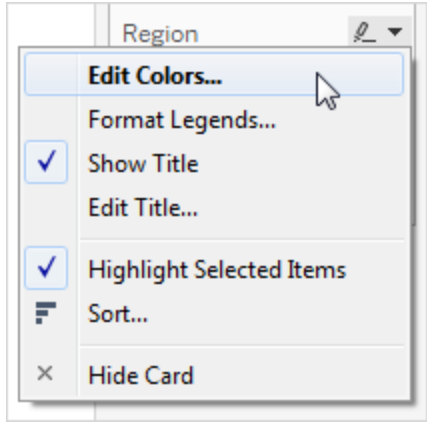 Region
Edit Colors...
Format Legends...
Show Title
Edit Title...
Highlight Selected Items
Sort...
Hide Card